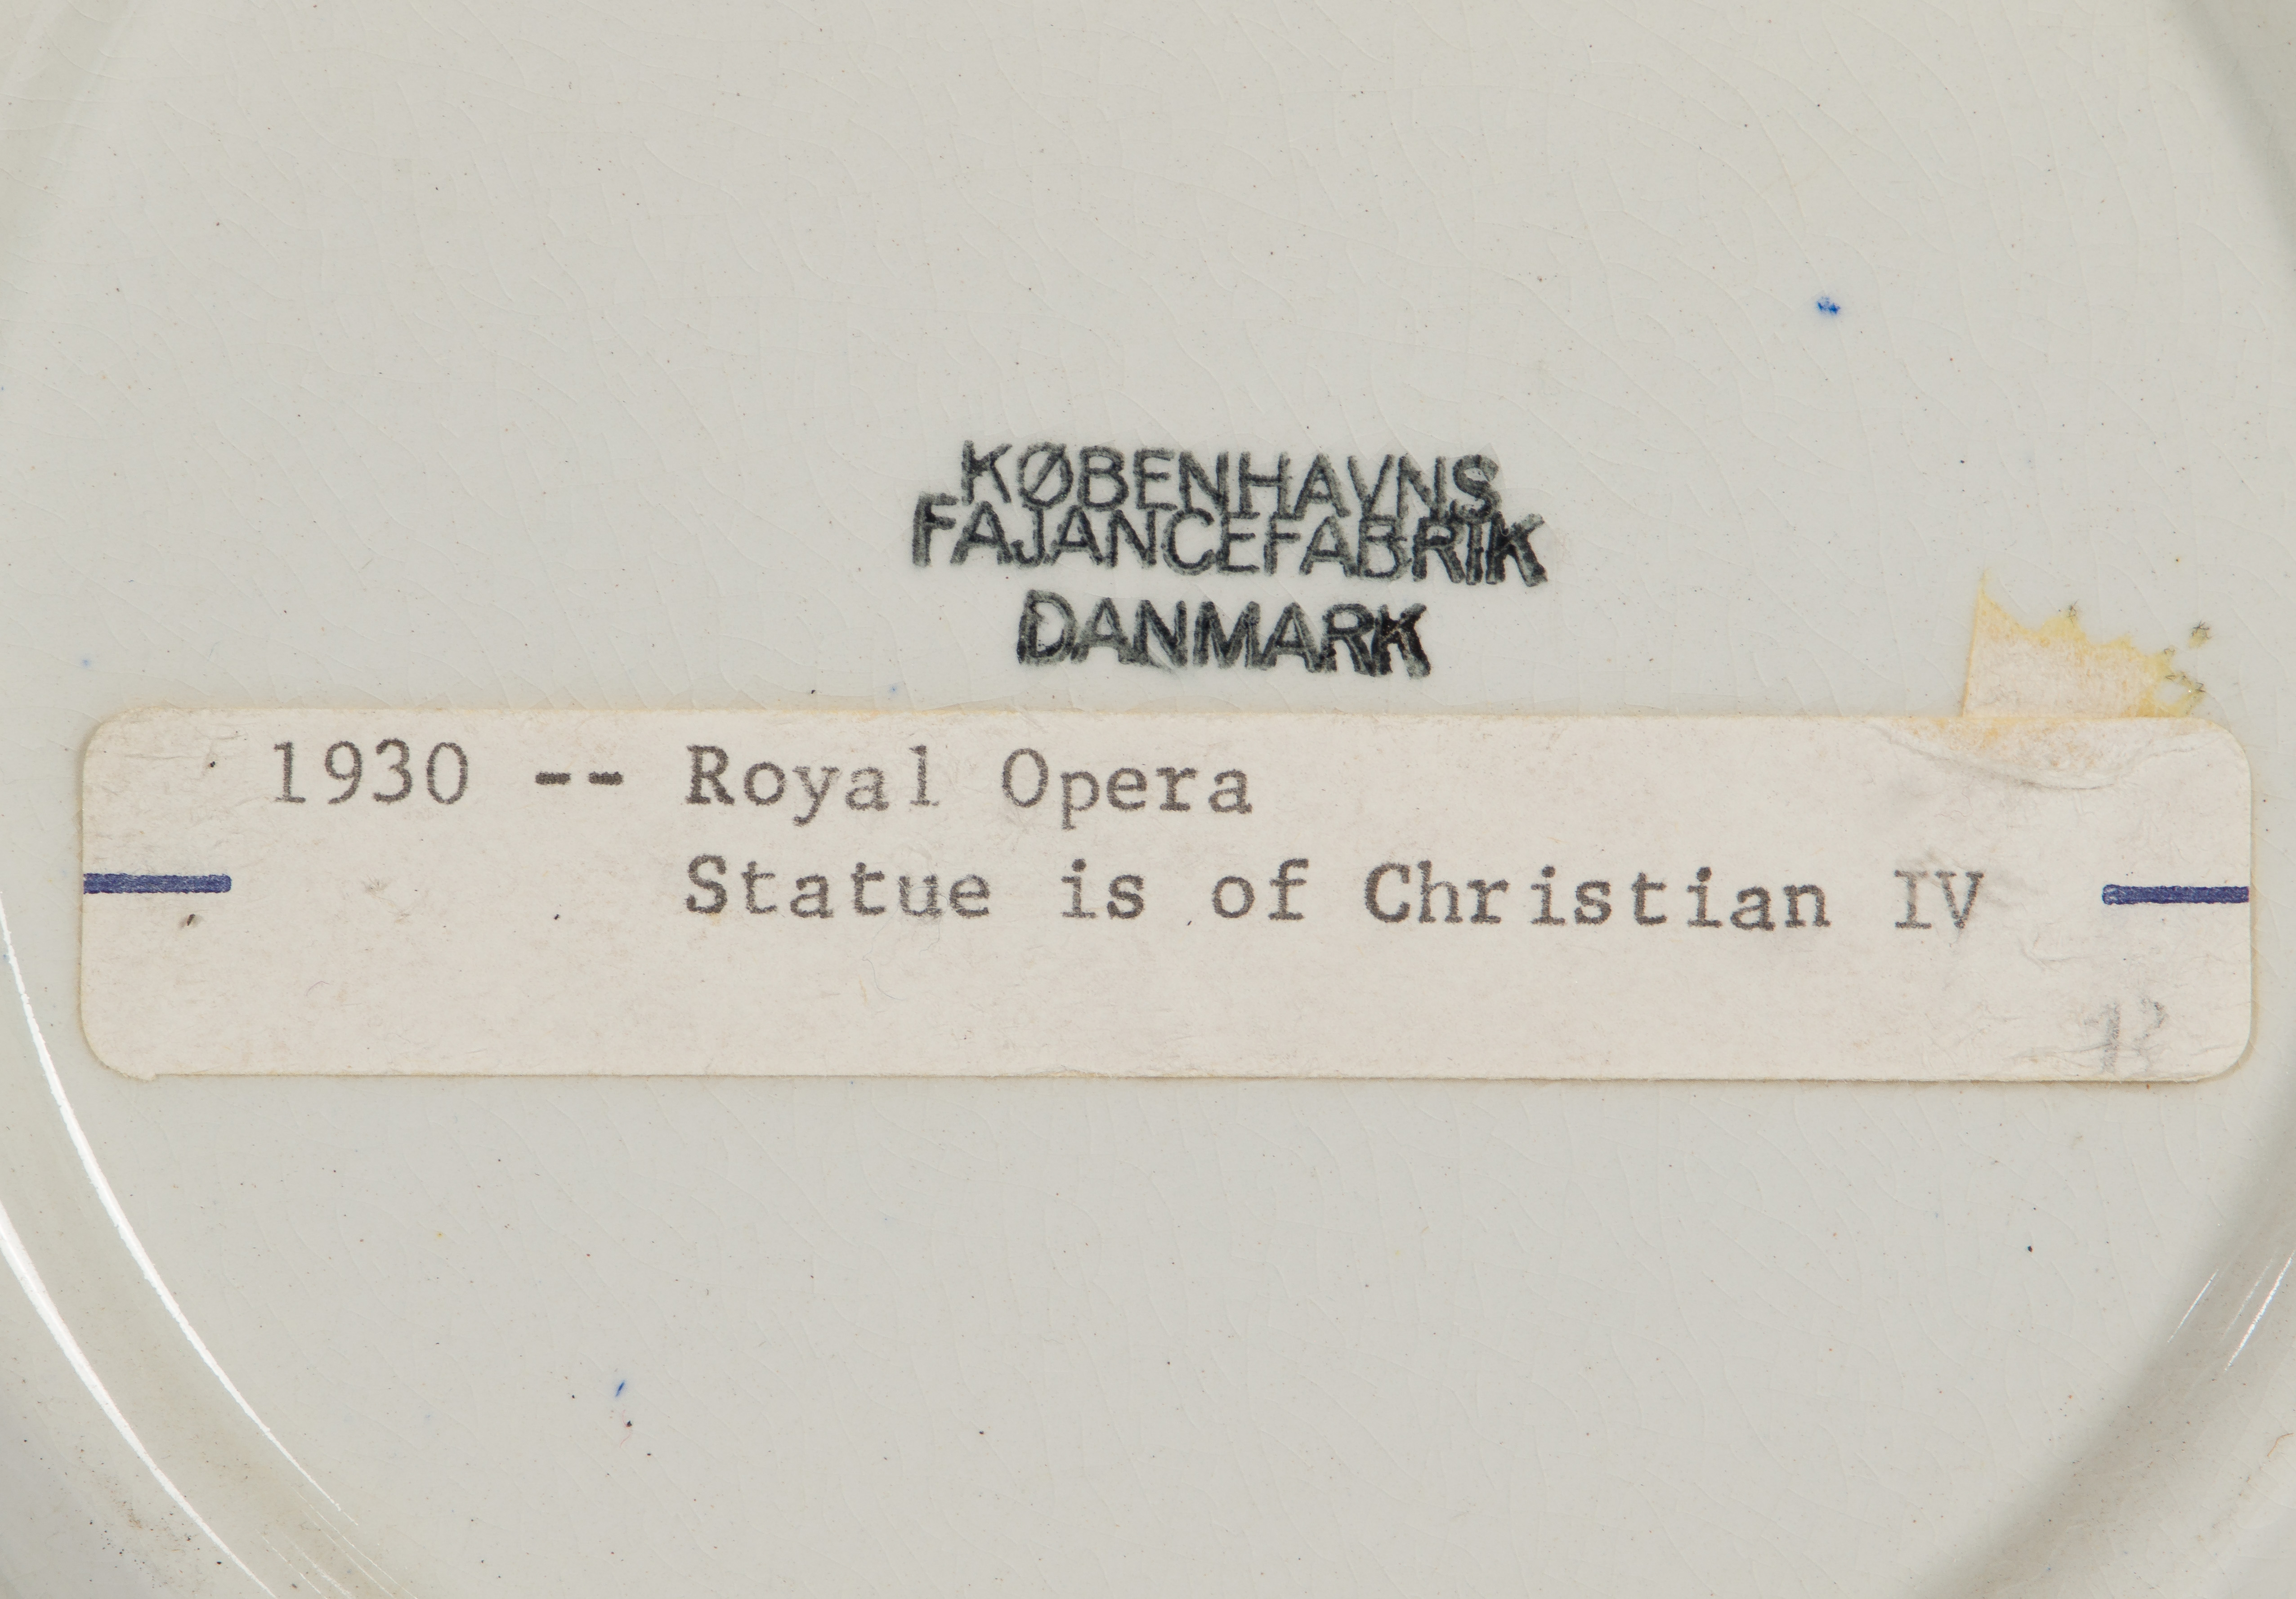 KØBENHAVNS
FAJANCEFABRIK
DANMARK
1930 -- Royal Opera
Statue is of Christian IV